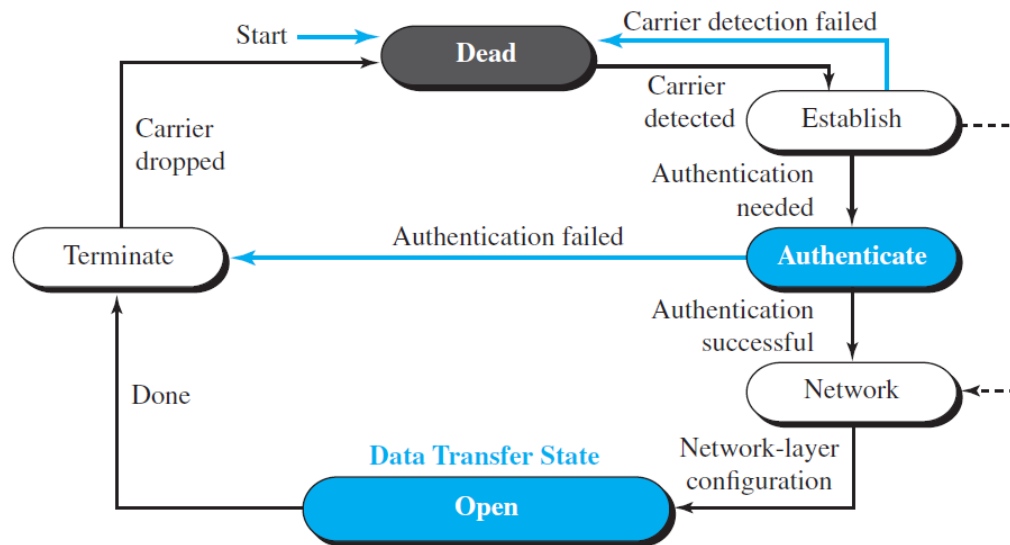 Start
Dead
Carrier detection failed
Carrier
detected
Establish
Carrier
dropped
Authentication
needed
Terminate
Authentication failed
Authenticate
Authentication
successful
Network
Done
Data Transfer State
Network-layer
configuration
Open